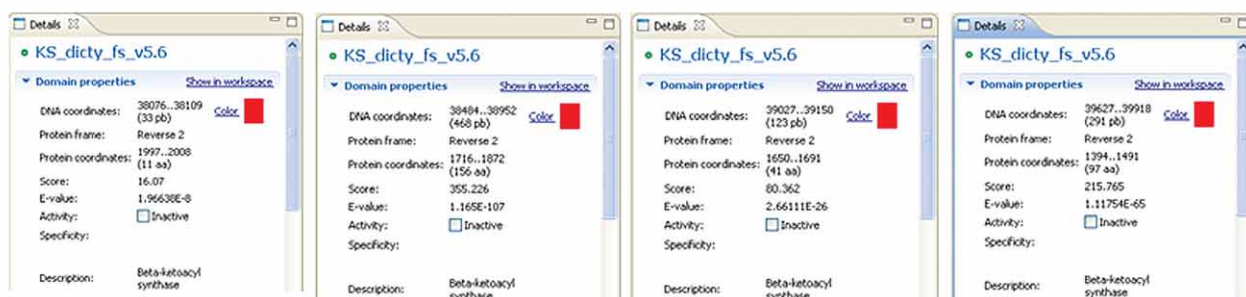 Details
KS_dicty_fs_v5.6
Domain properties Show in workspace
DNA coordinates: 38076..38109 Color
(33 pb)
Protein frame: Reverse 2
Protein coordinates: 1997..2008
(11 aa)
Score: 16.07
E-value: 1.96638E-8
Activity: Inactive
Specificity:
Description: Beta-ketoacyl
synthase
Details
KS_dicty_fs_v5.6
Domain properties Show in workspace
DNA coordinates: 38484..38952 Color
(468 pb)
Protein frame: Reverse 2
Protein coordinates: 1716..1872
(156 aa)
Score: 355.226
E-value: 1.165E-107
Activity: Inactive
Specificity:
Description: Beta-ketoacyl
synthase
Details
KS_dicty_fs_v5.6
Domain properties Show in workspace
DNA coordinates: 39027..39150 Color
(123 pb)
Protein frame: Reverse 2
Protein coordinates: 1650..1691
(41 aa)
Score: 80.362
E-value: 2.66111E-26
Activity: Inactive
Specificity:
Description: Beta-ketoacyl
synthase
Details
KS_dicty_fs_v5.6
Domain properties Show in workspace
DNA coordinates: 39627..39918 Color
(291 pb)
Protein frame: Reverse 2
Protein coordinates: 1394..1491
(97 aa)
Score: 215.765
E-value: 1.11754E-65
Activity: Inactive
Specificity:
Description: Beta-ketoacyl
synthase